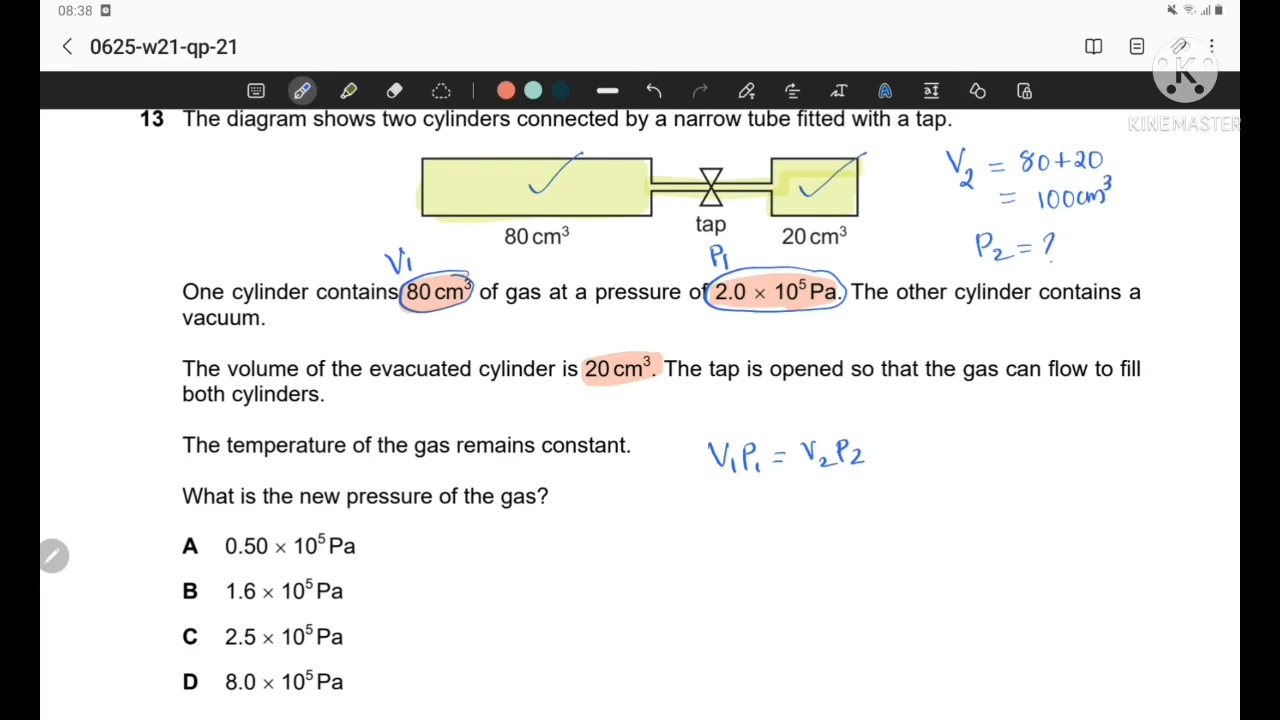 08:38
0625-w21-qp-21
KINEMASTER
13 The diagram shows two cylinders connected by a narrow tube fitted with a tap.
80 cm³
tap
20 cm³
V₂ = 80+20
= 100cm³
P₂ = ?
V₁
P₁
One cylinder contains 80 cm³ of gas at a pressure of 2.0 × 10⁵ Pa. The other cylinder contains a
vacuum.
The volume of the evacuated cylinder is 20 cm³. The tap is opened so that the gas can flow to fill
both cylinders.
The temperature of the gas remains constant.
V₁P₁ = V₂P₂
What is the new pressure of the gas?
A 0.50 × 10⁵ Pa
B 1.6 × 10⁵ Pa
C 2.5 × 10⁵ Pa
D 8.0 × 10⁵ Pa